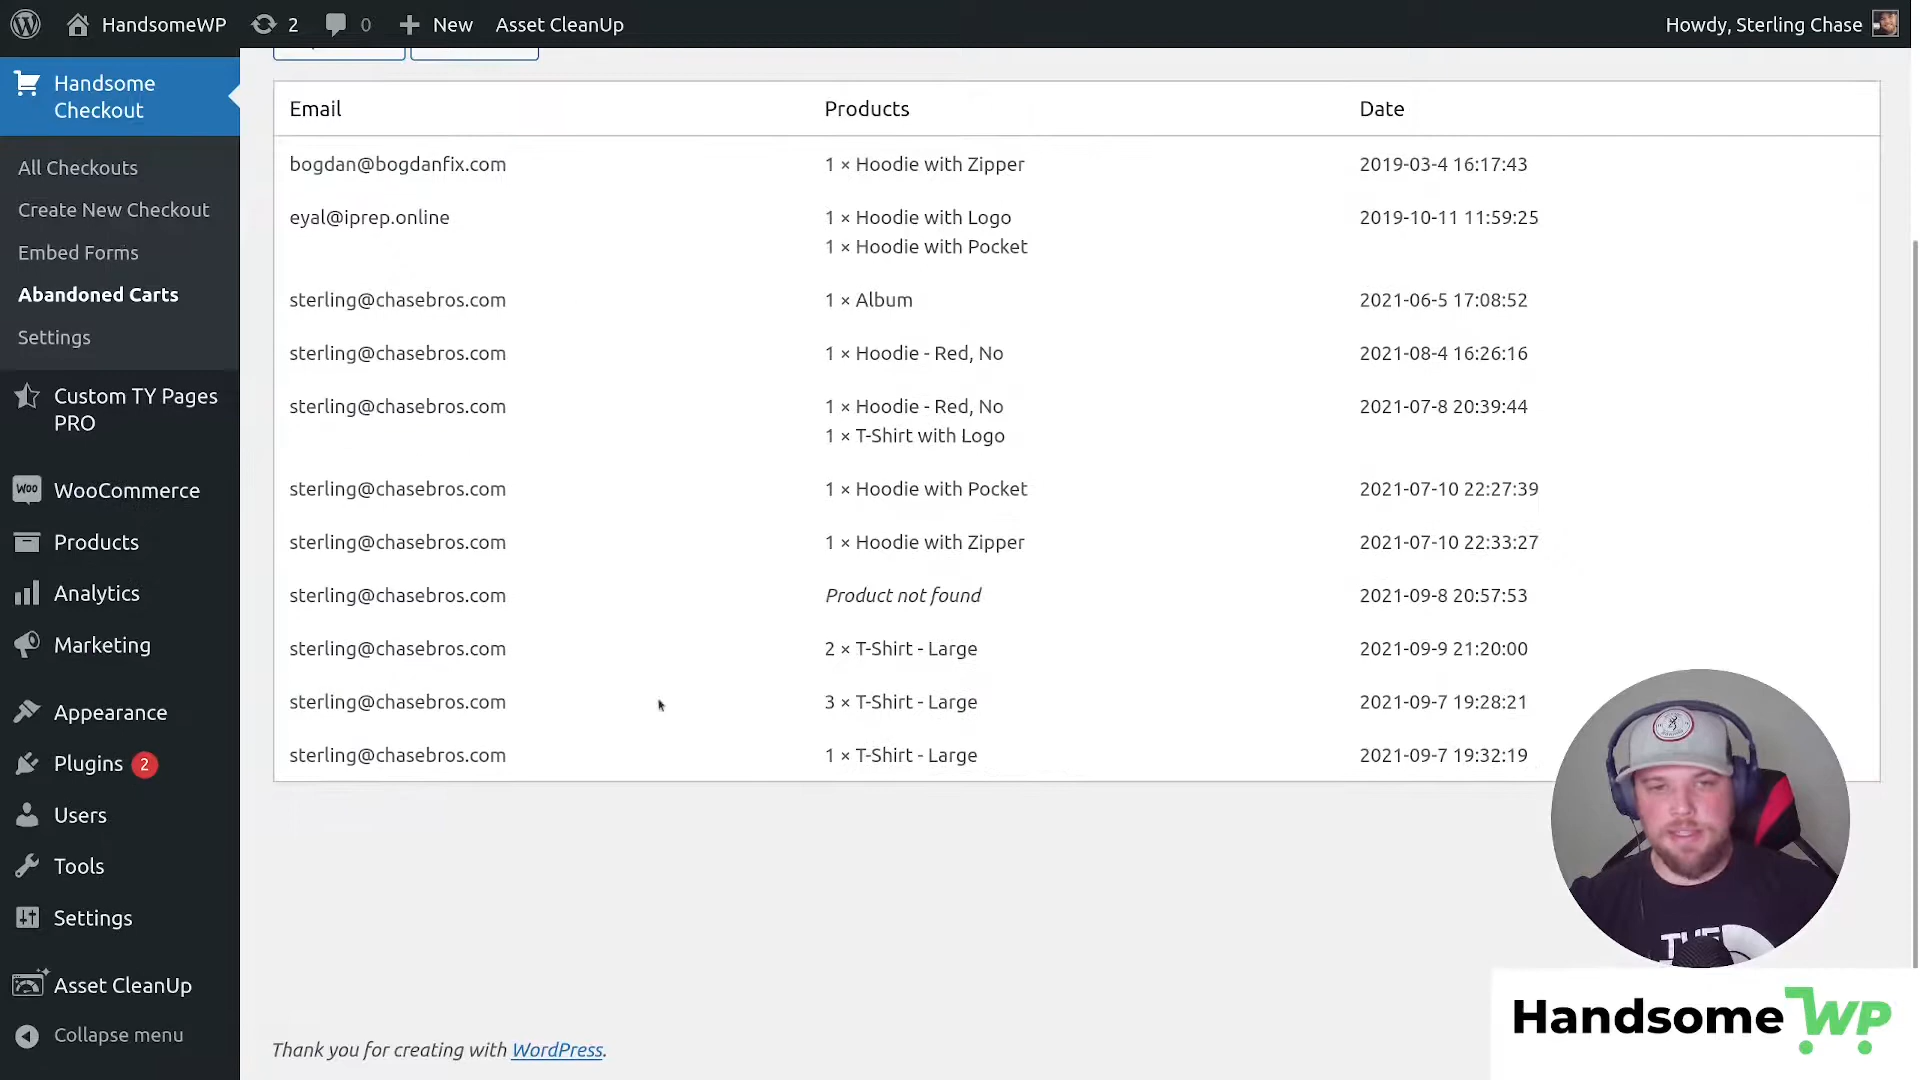 HandsomeWP 2 0 New Asset CleanUp Howdy, Sterling Chase
Handsome
Checkout
All Checkouts
Create New Checkout
Embed Forms
Abandoned Carts
Settings
Custom TY Pages
PRO
WooCommerce
Products
Analytics
Marketing
Appearance
Plugins 2
Users
Tools
Settings
Asset CleanUp
Collapse menu
Email Products Date
bogdan@bogdanfix.com 1 × Hoodie with Zipper 2019-03-4 16:17:43
eyal@iprep.online 1 × Hoodie with Logo 2019-10-11 11:59:25
1 × Hoodie with Pocket
sterling@chasebros.com 1 × Album 2021-06-5 17:08:52
sterling@chasebros.com 1 × Hoodie - Red, No 2021-08-4 16:26:16
sterling@chasebros.com 1 × Hoodie - Red, No 2021-07-8 20:39:44
1 × T-Shirt with Logo
sterling@chasebros.com 1 × Hoodie with Pocket 2021-07-10 22:27:39
sterling@chasebros.com 1 × Hoodie with Zipper 2021-07-10 22:33:27
sterling@chasebros.com Product not found 2021-09-8 20:57:53
sterling@chasebros.com 2 × T-Shirt - Large 2021-09-9 21:20:00
sterling@chasebros.com 3 × T-Shirt - Large 2021-09-7 19:28:21
sterling@chasebros.com 1 × T-Shirt - Large 2021-09-7 19:32:19
THE
Handsome WP
Thank you for creating with WordPress.